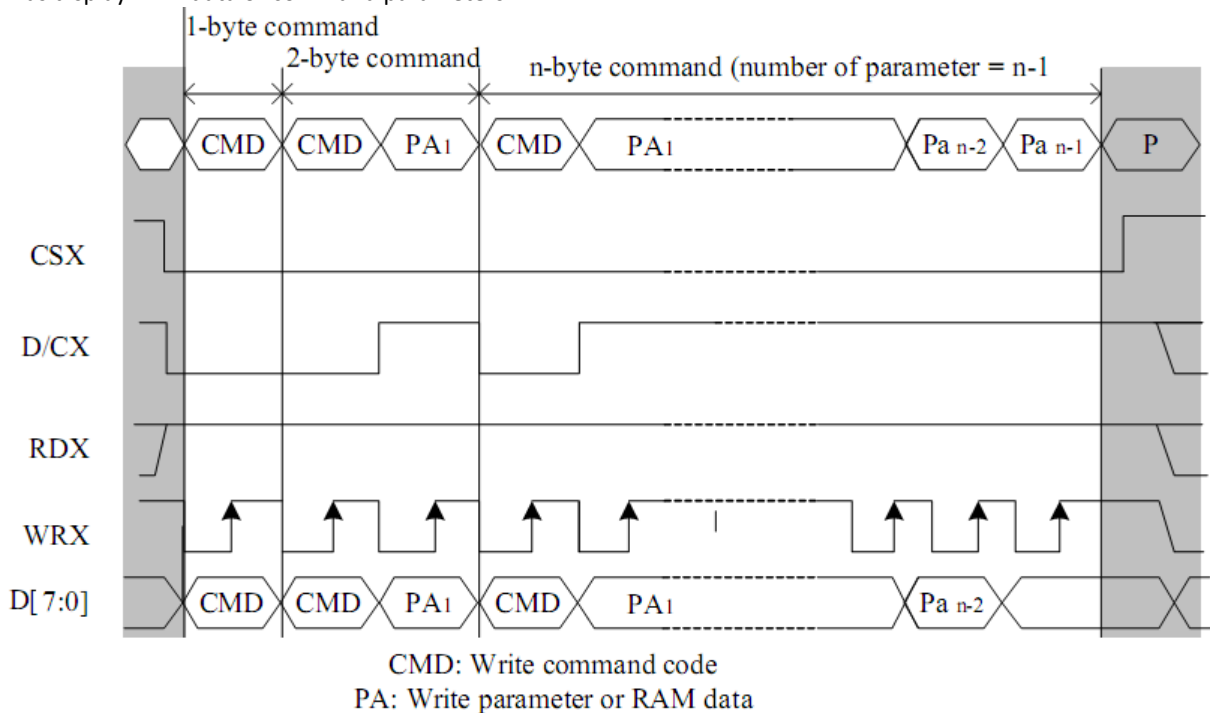 1-byte command
2-byte command
n-byte command (number of parameter = n-1
CMD CMD PA1 CMD PA1 Pa n-2 Pa n-1 P
CSX
D/CX
RDX
WRX
D[ 7:0] CMD CMD PA1 CMD PA1 Pa n-2
CMD: Write command code
PA: Write parameter or RAM data